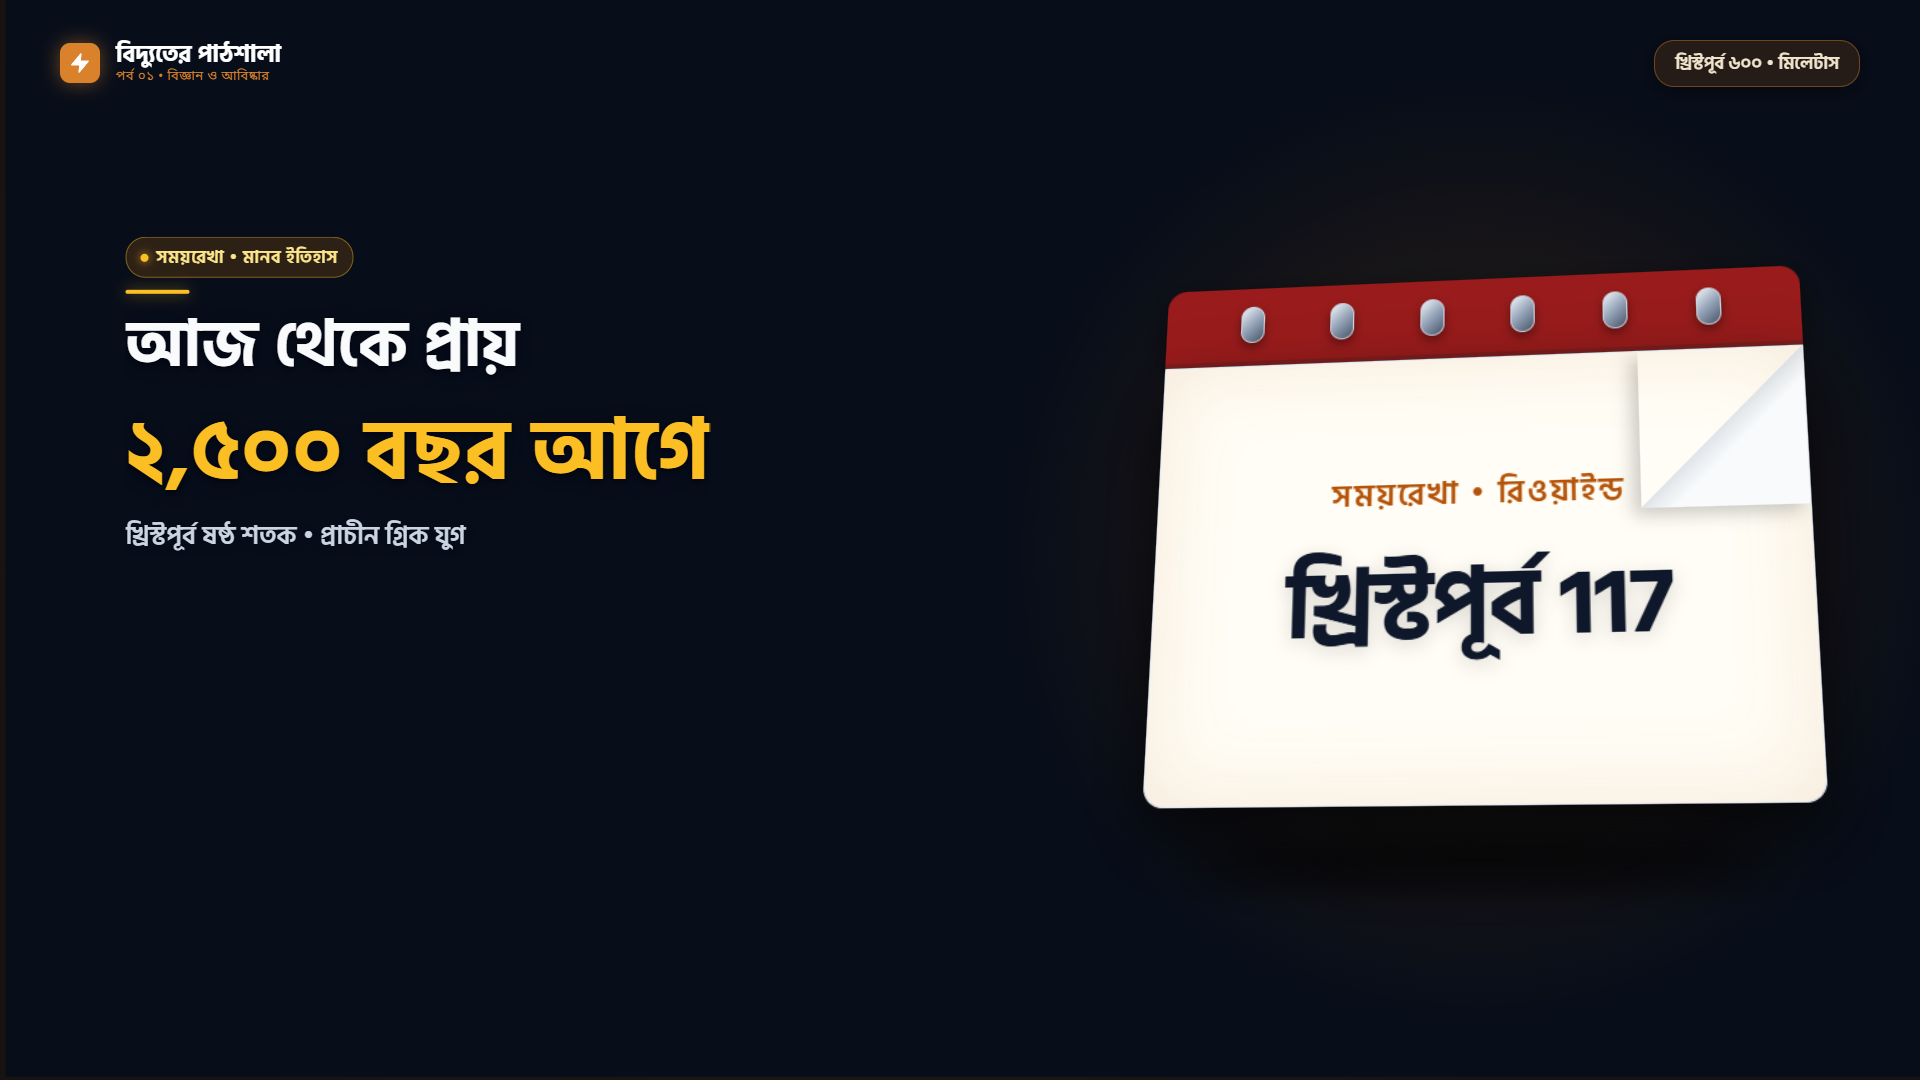 বিদ্যুতের পাঠশালা
পর্ব ০১ • বিজ্ঞান ও আবিষ্কার
খ্রিস্টপূর্ব ৬০০ • মিলেটাস
সময়রেখা • মানব ইতিহাস
আজ থেকে প্রায়
২,৫০০ বছর আগে
খ্রিস্টপূর্ব ষষ্ঠ শতক • প্রাচীন গ্রিক যুগ
সময়রেখা • রিওয়াইন্ড
খ্রিস্টপূর্ব 117